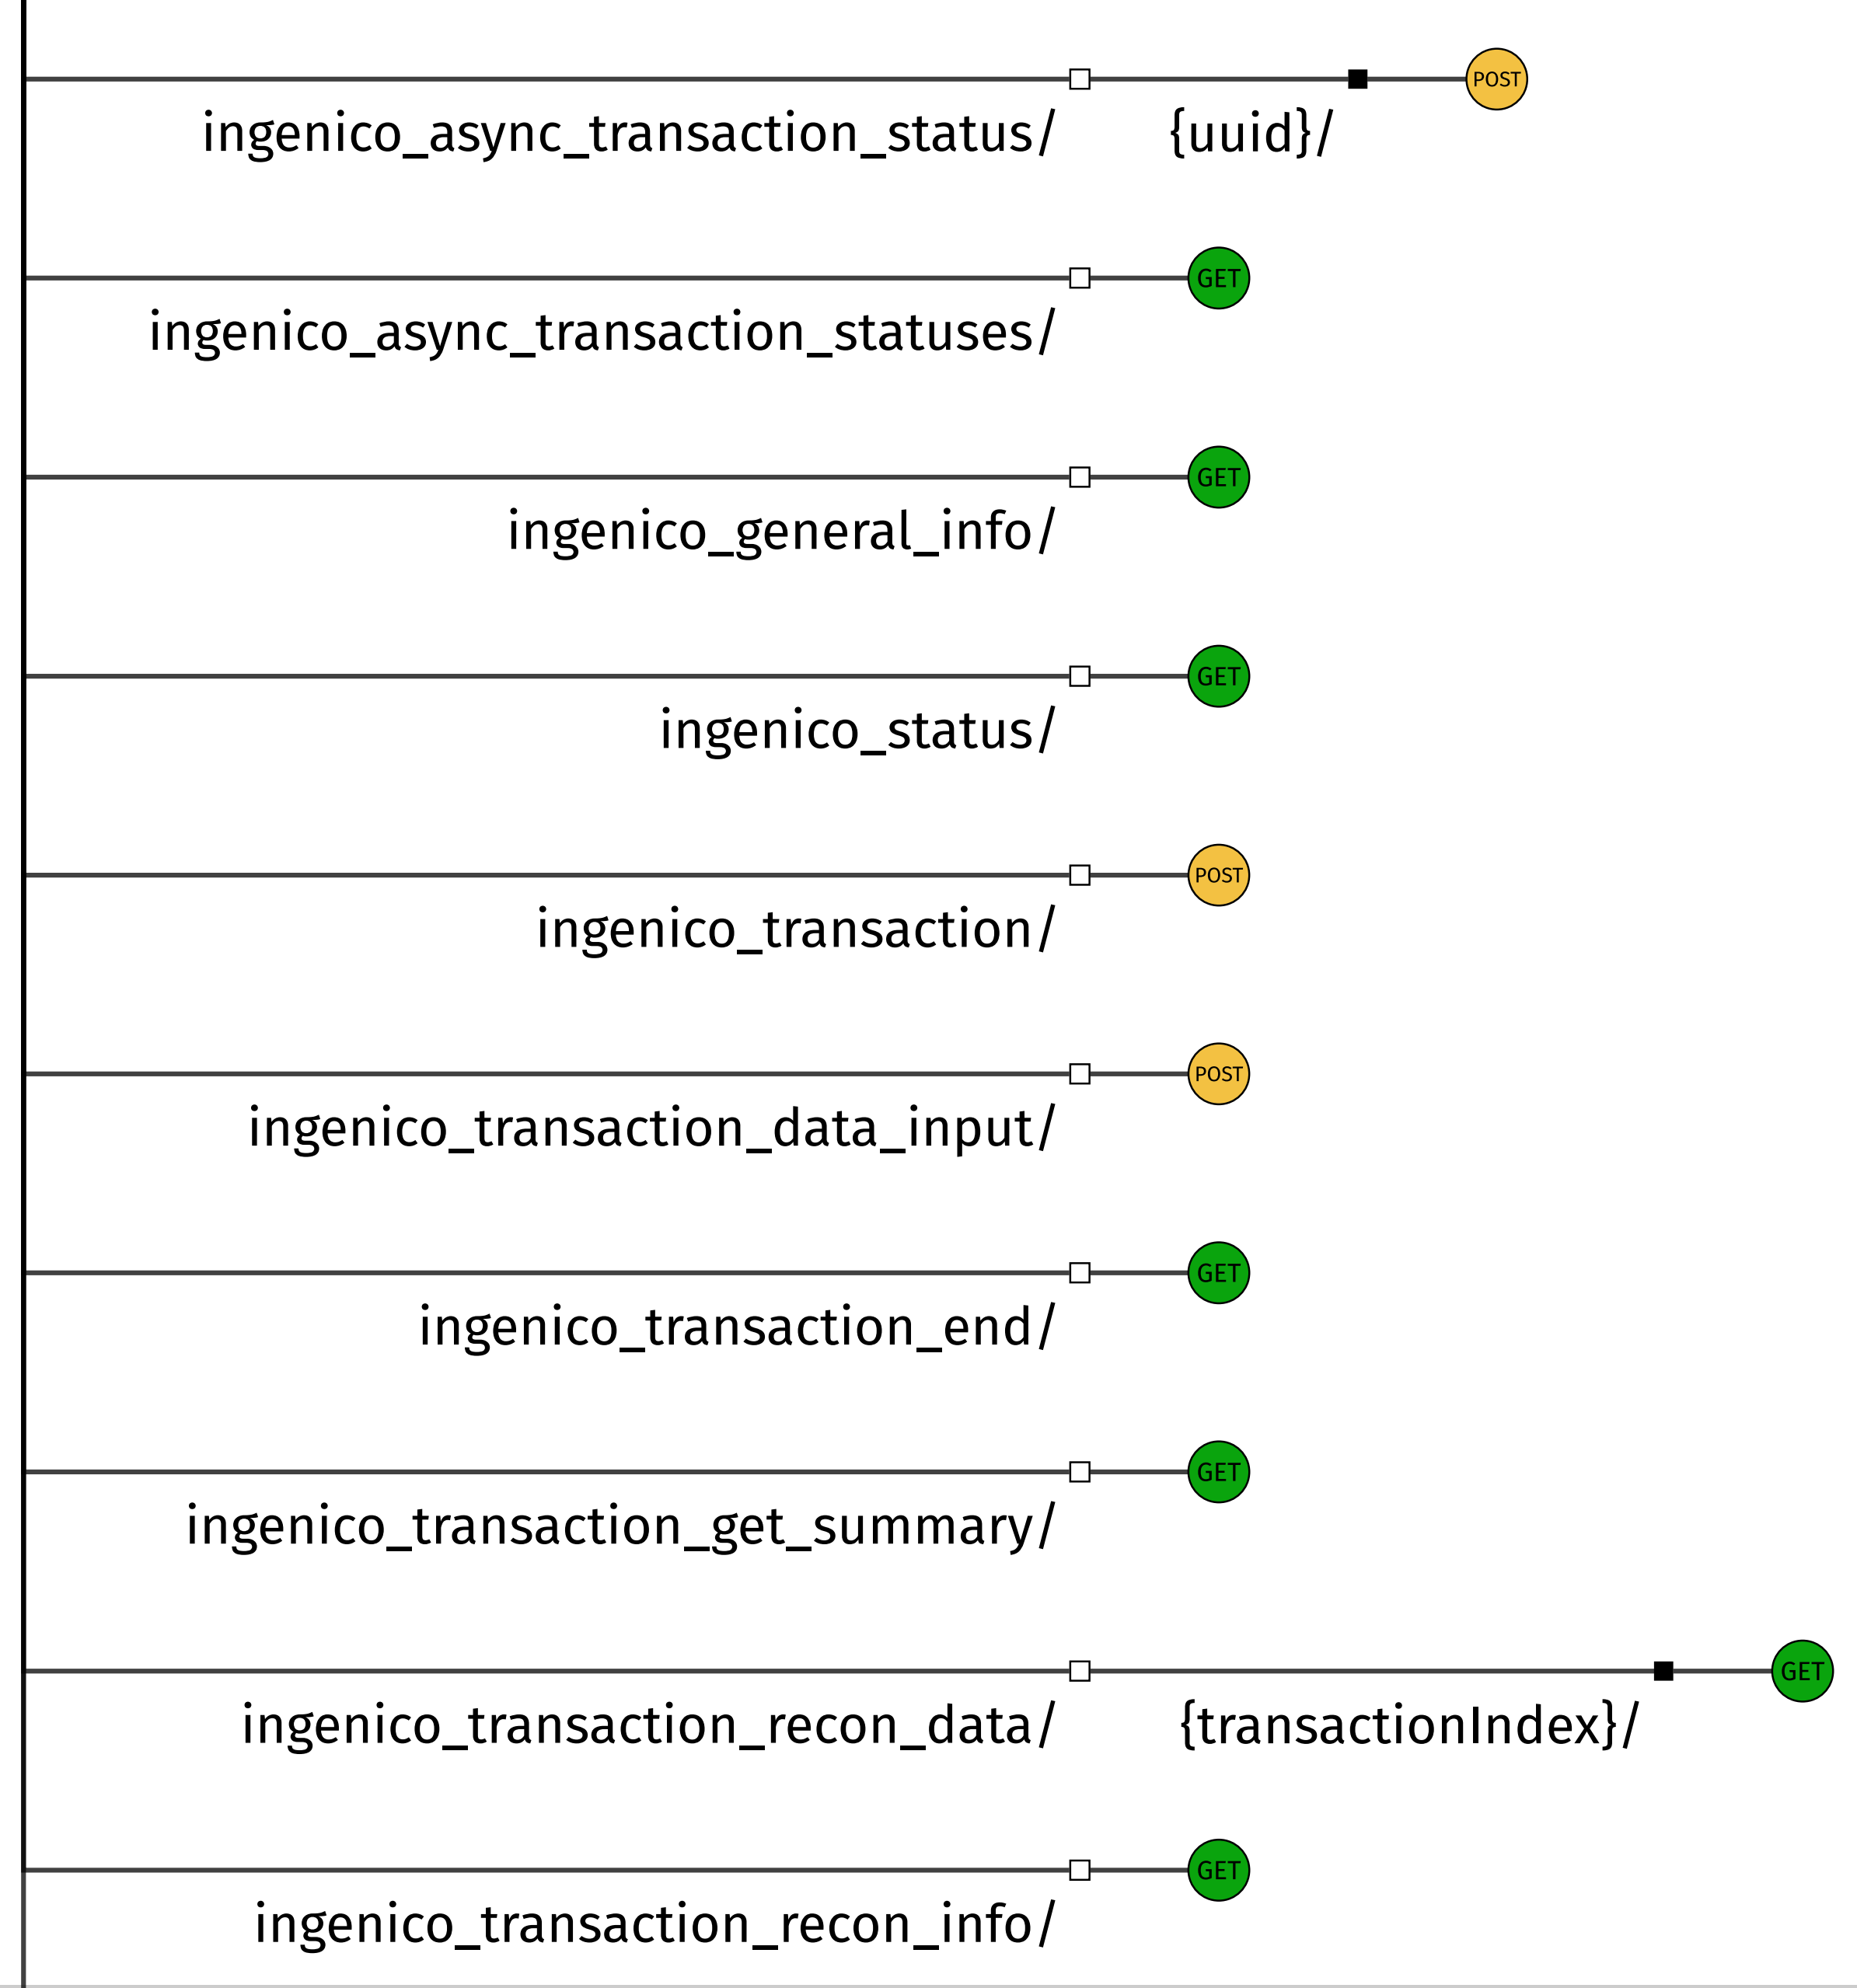 POST
ingenico_async_transaction_status/ {uuid}/
GET
ingenico_async_transaction_statuses/
GET
ingenico_general_info/
GET
ingenico_status/
POST
ingenico_transaction/
POST
ingenico_transaction_data_input/
GET
ingenico_transaction_end/
GET
ingenico_transaction_get_summary/
GET
ingenico_transaction_recon_data/ {transactionIndex}/
GET
ingenico_transaction_recon_info/